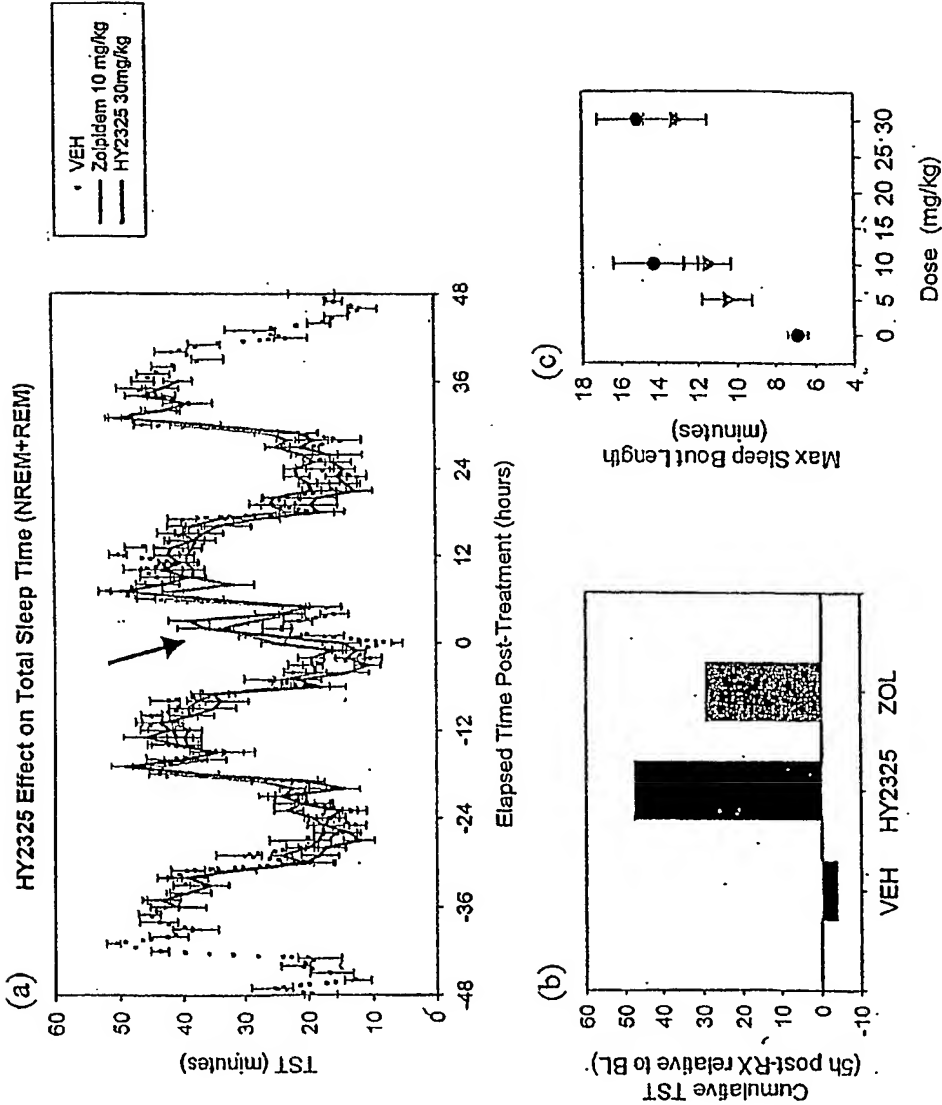 HY2325 Effect on Total Sleep Time (NREM+REM)
(a)
VEH
Zolpidem 10 mg/kg
HY2325 30mg/kg
TST (minutes)
60
50
40
30
20
10
0
-48
-36
-24
-12
0
12
24
36
48
Elapsed Time Post-Treatment (hours)
(b)
Cumulative TST
(5h post-RX relative to BL)
60
50
40
30
20
10
0
-10
VEH
HY2325
ZOL
(c)
Max Sleep Bout Length
(minutes)
18
16
14
12
10
8
6
4
0
5
10
15
20
25
30
Dose (mg/kg)